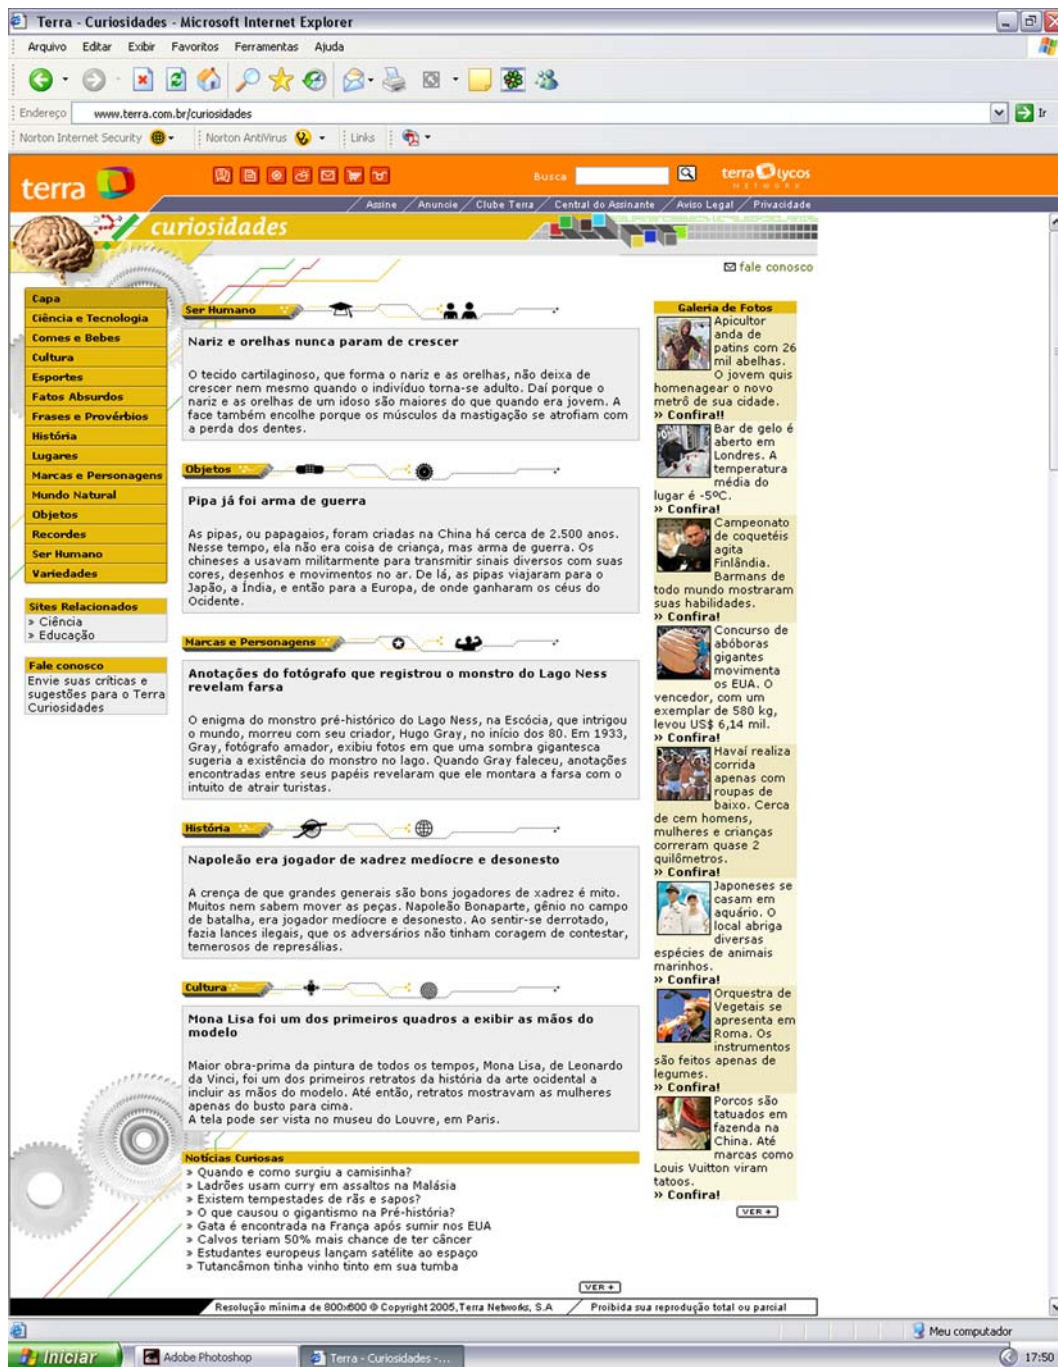 Terra - Curiosidades - Microsoft Internet Explorer
Arquivo Editar Exibir Favoritos Ferramentas Ajuda
Endereço www.terra.com.br/curiosidades Ir
Norton Internet Security Norton AntiVirus Links
terra
Busca
terra Lycos
NETWORK
Assine Anuncie Clube Terra Central do Assinante Aviso Legal Privacidade
curiosidades
fale conosco
Capa
Ciência e Tecnologia
Comes e Bebes
Cultura
Esportes
Fatos Absurdos
Frases e Provérbios
História
Lugares
Marcas e Personagens
Mundo Natural
Objetos
Recordes
Ser Humano
Variedades
Sites Relacionados
» Ciência
» Educação
Fale conosco
Envie suas críticas e
sugestões para o Terra
Curiosidades
Ser Humano
Nariz e orelhas nunca param de crescer
O tecido cartilaginoso, que forma o nariz e as orelhas, não deixa de
crescer nem mesmo quando o indivíduo torna-se adulto. Daí porque o
nariz e as orelhas de um idoso são maiores do que quando era jovem. A
face também encolhe porque os músculos da mastigação se atrofiam com
a perda dos dentes.
Objetos
Pipa já foi arma de guerra
As pipas, ou papagaios, foram criadas na China há cerca de 2.500 anos.
Nesse tempo, ela não era coisa de criança, mas arma de guerra. Os
chineses a usavam militarmente para transmitir sinais diversos com suas
cores, desenhos e movimentos no ar. De lá, as pipas viajaram para o
Japão, a Índia, e então para a Europa, de onde ganharam os céus do
Ocidente.
Marcas e Personagens
Anotações do fotógrafo que registrou o monstro do Lago Ness
revelam farsa
O enigma do monstro pré-histórico do Lago Ness, na Escócia, que intrigou
o mundo, morreu com seu criador, Hugo Gray, no início dos 80. Em 1933,
Gray, fotógrafo amador, exibiu fotos em que uma sombra gigantesca
sugeria a existência do monstro no lago. Quando Gray faleceu, anotações
encontradas entre seus papéis revelaram que ele montara a farsa com o
intuito de atrair turistas.
História
Napoleão era jogador de xadrez medíocre e desonesto
A crença de que grandes generais são bons jogadores de xadrez é mito.
Muitos nem sabem mover as peças. Napoleão Bonaparte, gênio no campo
de batalha, era jogador medíocre e desonesto. Ao sentir-se derrotado,
fazia lances ilegais, que os adversários não tinham coragem de contestar,
temerosos de represálias.
Cultura
Mona Lisa foi um dos primeiros quadros a exibir as mãos do
modelo
Maior obra-prima da pintura de todos os tempos, Mona Lisa, de Leonardo
da Vinci, foi um dos primeiros retratos da história da arte ocidental a
incluir as mãos do modelo. Até então, retratos mostravam as mulheres
apenas do busto para cima.
A tela pode ser vista no museu do Louvre, em Paris.
Notícias Curiosas
» Quando e como surgiu a camisinha?
» Ladrões usam curry em assaltos na Malásia
» Existem tempestades de rãs e sapos?
» O que causou o gigantismo na Pré-história?
» Gata é encontrada na França após sumir nos EUA
» Calvos teriam 50% mais chance de ter câncer
» Estudantes europeus lançam satélite ao espaço
» Tutancâmon tinha vinho tinto em sua tumba
VER +
Galeria de Fotos
Apicultor
anda de
patins com 26
mil abelhas.
O jovem quis
homenagear o novo
metrô de sua cidade.
» Confira!!
Bar de gelo é
aberto em
Londres. A
temperatura
média do
lugar é -5ºC.
» Confira!
Campeonato
de coquetéis
agita
Finlândia.
Barmans de
todo mundo mostraram
suas habilidades.
» Confira!
Concurso de
abóboras
gigantes
movimenta
os EUA. O
vencedor, com um
exemplar de 580 kg,
levou US$ 6,14 mil.
» Confira!
Havaí realiza
corrida
apenas com
roupas de
baixo. Cerca
de cem homens,
mulheres e crianças
correram quase 2
quilômetros.
» Confira!
Japoneses se
casam em
aquário. O
local abriga
diversas
espécies de animais
marinhos.
» Confira!
Orquestra de
Vegetais se
apresenta em
Roma. Os
instrumentos
são feitos apenas de
legumes.
» Confira!
Porcos são
tatuados em
fazenda na
China. Até
marcas como
Louis Vuitton viram
tatoos.
» Confira!
VER +
Resolução mínima de 800x600 © Copyright 2005,Terra Networks, S.A Proibida sua reprodução total ou parcial
Meu computador
Iniciar Adobe Photoshop Terra - Curiosidades -... 17:50